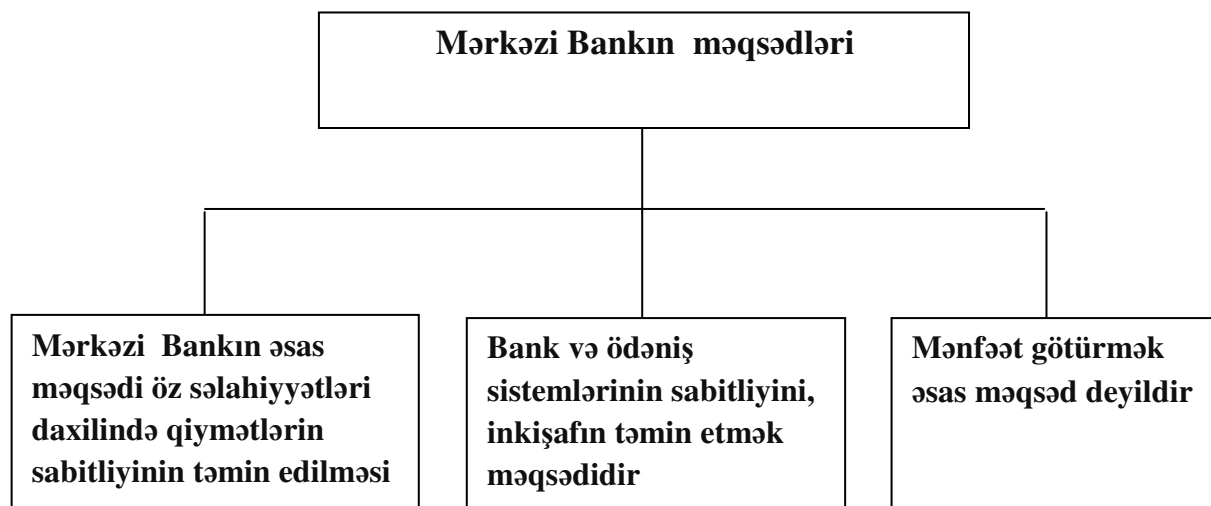 Mərkəzi Bankın məqsədləri
Mərkəzi Bankın əsas
məqsədi öz səlahiyyətləri
daxilində qiymətlərin
sabitliyinin təmin edilməsi
Bank və ödəniş
sistemlərinin sabitliyini,
inkişafın təmin etmək
məqsədidir
Mənfəət götürmək
əsas məqsəd deyildir